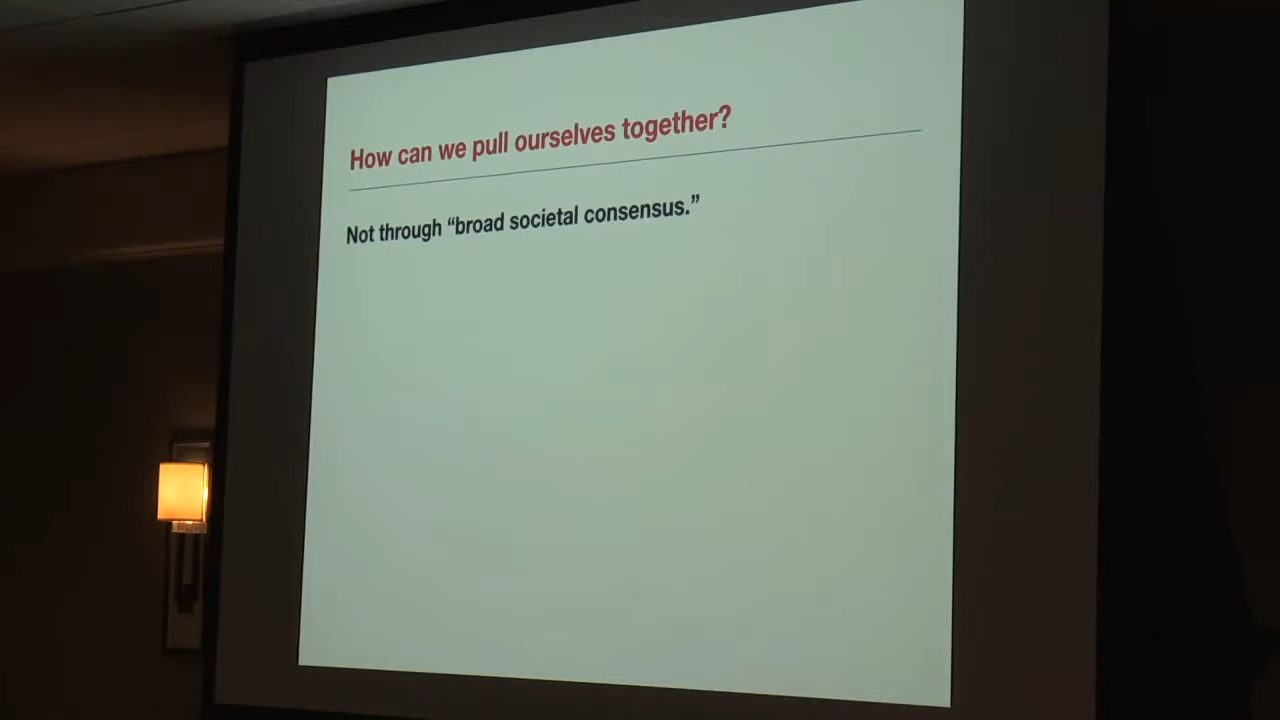 How can we pull ourselves together?
Not through “broad societal consensus.”